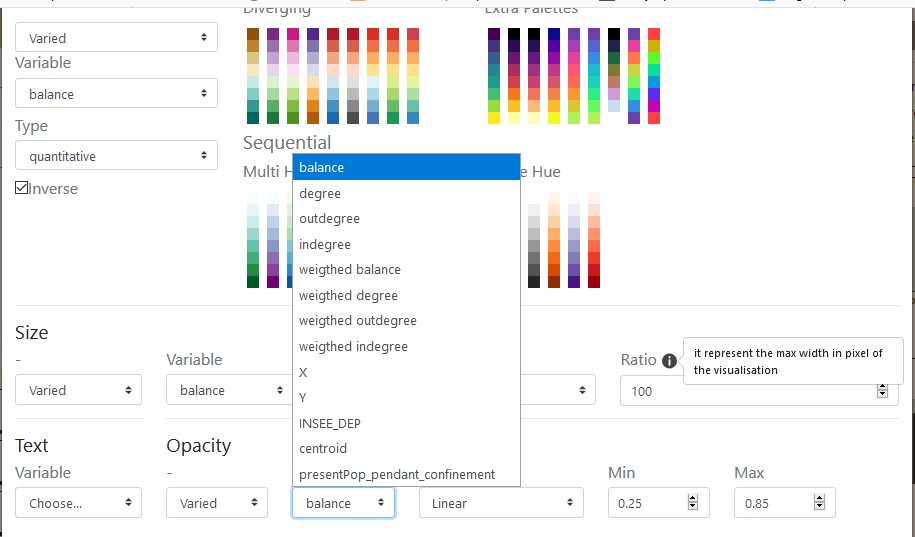 Diverging
Extra Palettes
Varied
Variable
balance
Type
quantitative
Inverse
Sequential
Multi H
e Hue
balance
degree
outdegree
indegree
weigthed balance
weigthed degree
weigthed outdegree
weigthed indegree
X
Y
INSEE_DEP
centroid
presentPop_pendant_confinement
Size
-
Variable
Ratio
it represent the max width in pixel of
the visualisation
Varied
balance
100
Text
Opacity
Variable
-
Min
Max
Choose...
Varied
balance
Linear
0.25
0.85